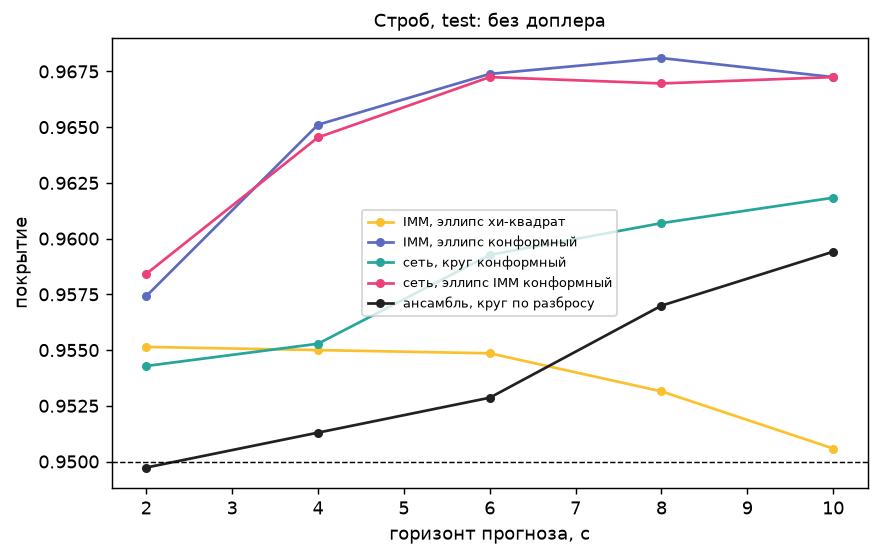 Строб, test: без доплера
покрытие
0.9675
0.9650
0.9625
0.9600
0.9575
0.9550
0.9525
0.9500
IMM, эллипс хи-квадрат
IMM, эллипс конформный
сеть, круг конформный
сеть, эллипс IMM конформный
ансамбль, круг по разбросу
2 3 4 5 6 7 8 9 10
горизонт прогноза, с